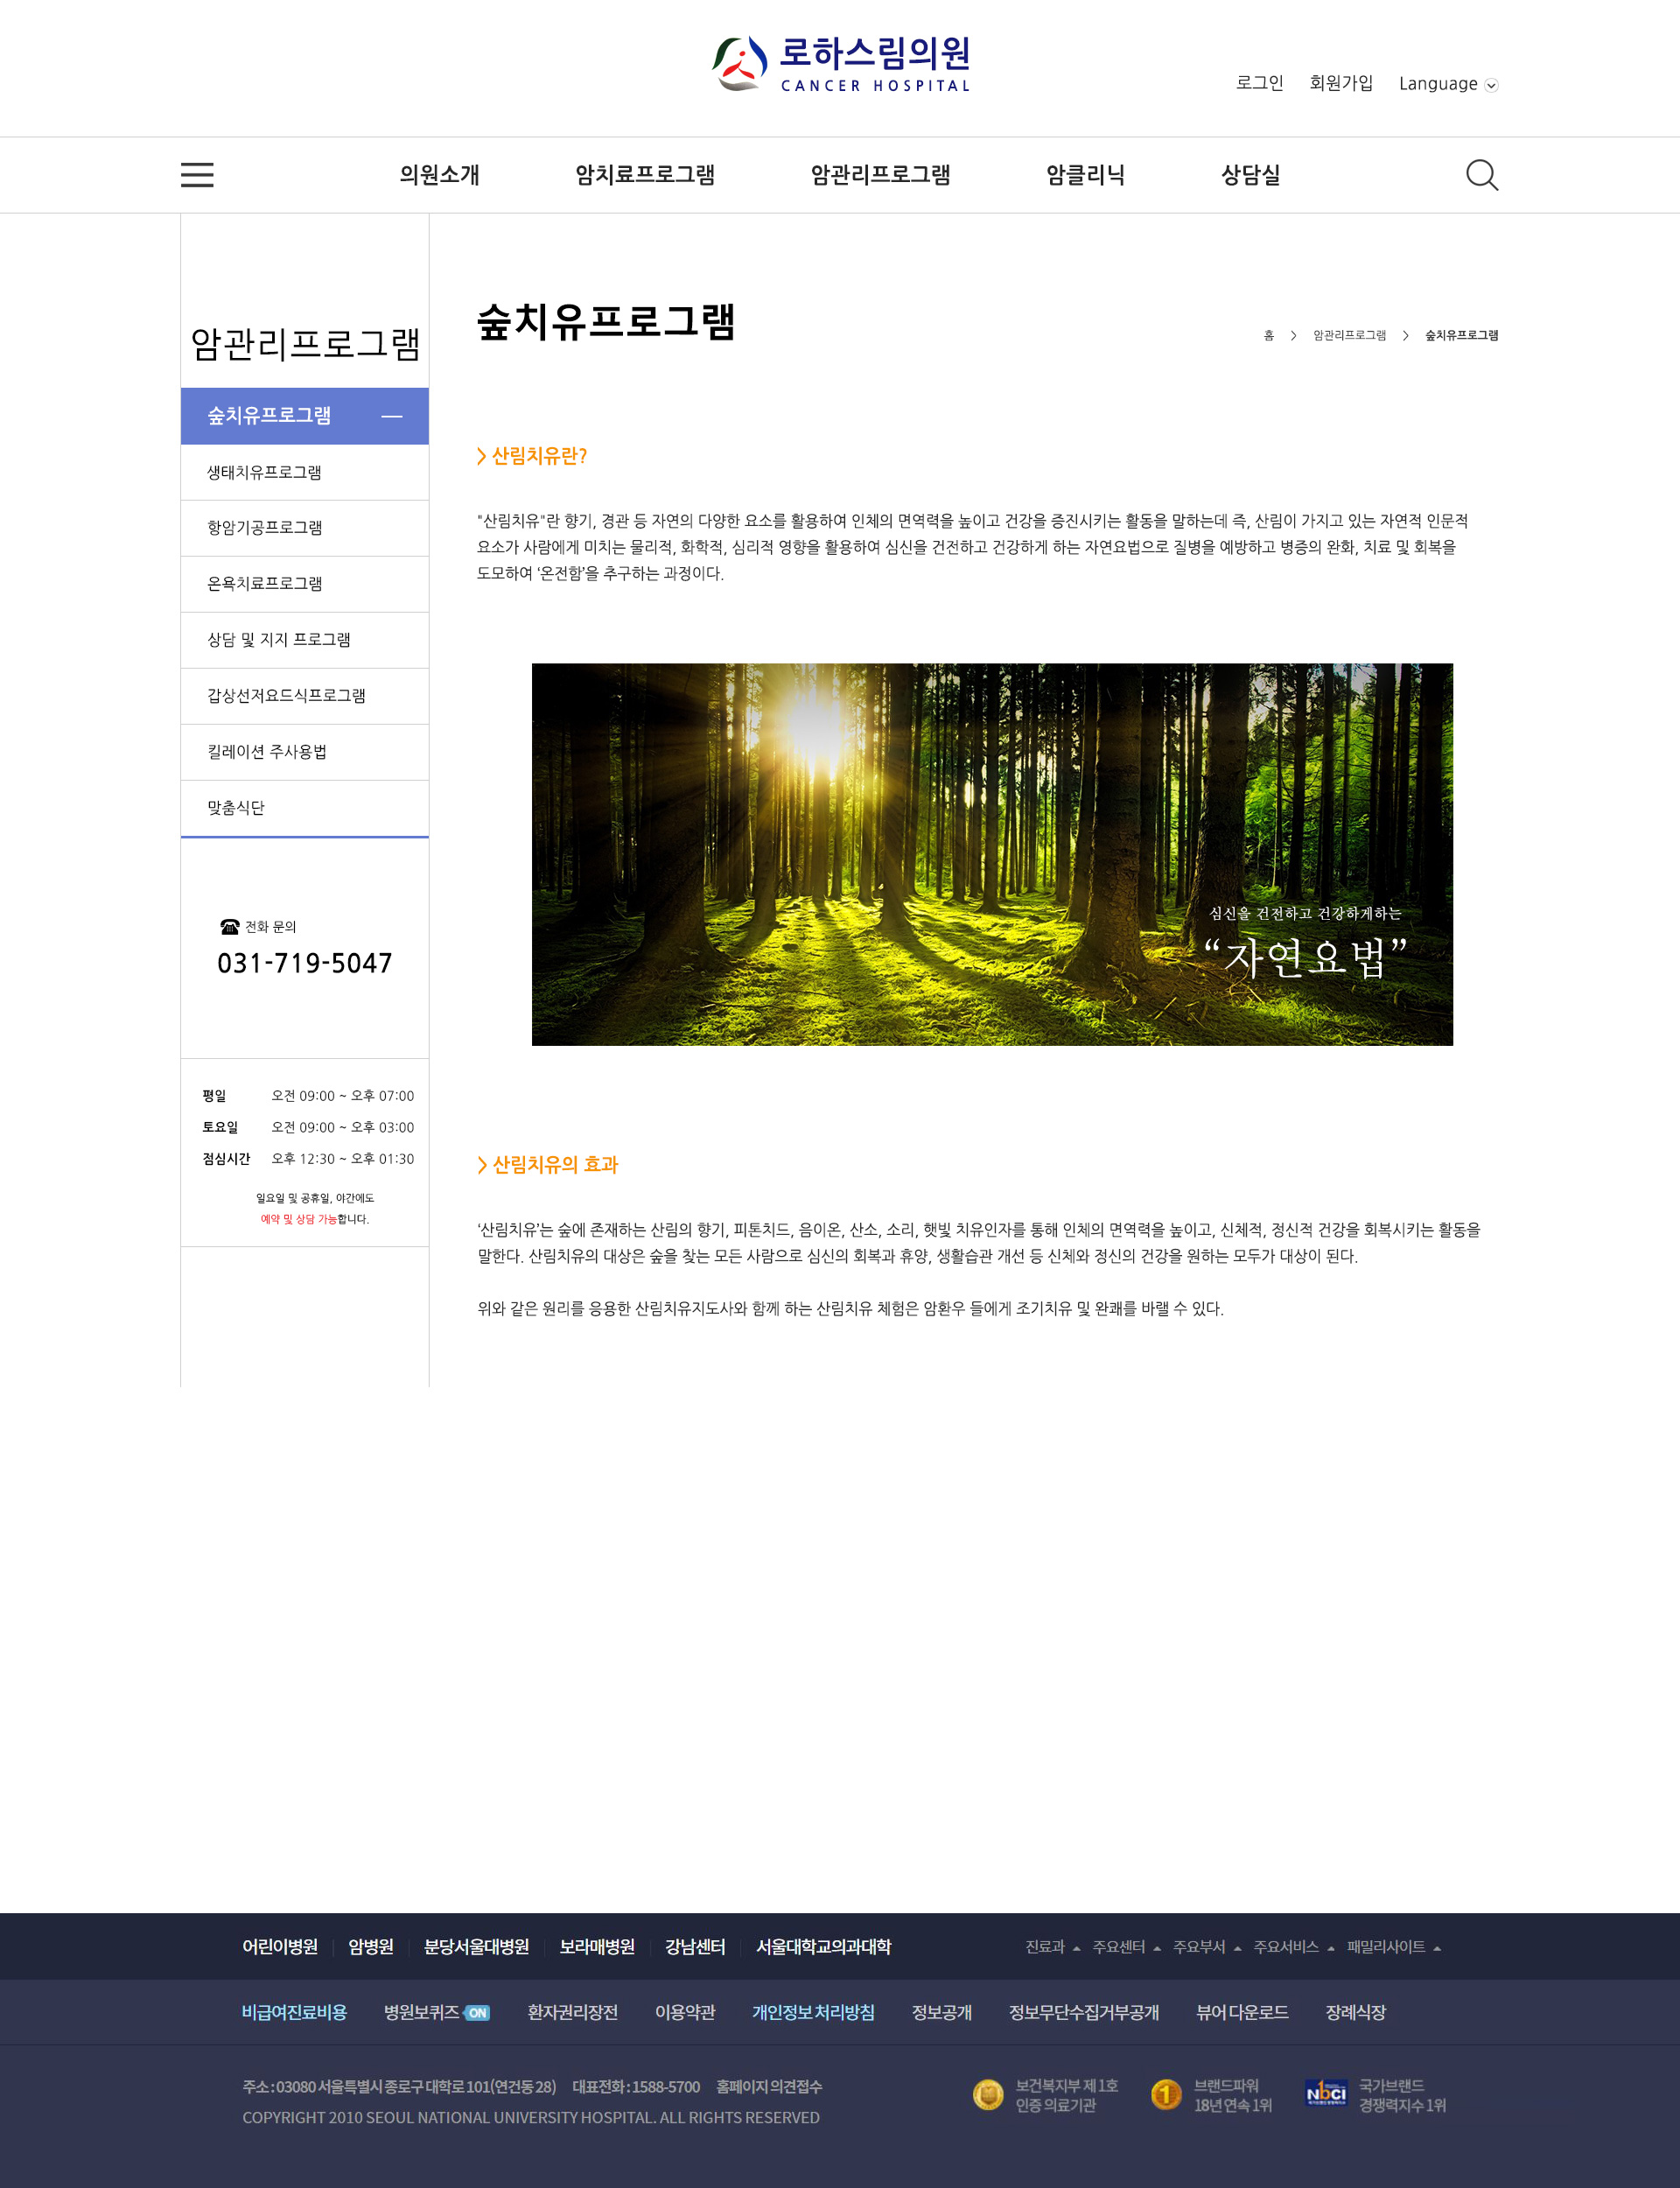 로하스림의원
CANCER HOSPITAL
로그인 회원가입 Language
의원소개 암치료프로그램 암관리프로그램 암클리닉 상담실
암관리프로그램
숲치유프로그램
생태치유프로그램
항암기공프로그램
온욕치료프로그램
상담 및 지지 프로그램
갑상선저요드식프로그램
킬레이션 주사용법
맞춤식단
전화 문의
031-719-5047
평일 오전 09:00 ~ 오후 07:00
토요일 오전 09:00 ~ 오후 03:00
점심시간 오후 12:30 ~ 오후 01:30
일요일 및 공휴일, 야간에도
예약 및 상담 가능합니다.
숲치유프로그램
홈 > 암관리프로그램 > 숲치유프로그램
> 산림치유란?
"산림치유"란 향기, 경관 등 자연의 다양한 요소를 활용하여 인체의 면역력을 높이고 건강을 증진시키는 활동을 말하는데 즉, 산림이 가지고 있는 자연적 인문적
요소가 사람에게 미치는 물리적, 화학적, 심리적 영향을 활용하여 심신을 건전하고 건강하게 하는 자연요법으로 질병을 예방하고 병증의 완화, 치료 및 회복을
도모하여 ‘온전함’을 추구하는 과정이다.
심신을 건전하고 건강하게하는
“자연요법”
> 산림치유의 효과
‘산림치유’는 숲에 존재하는 산림의 향기, 피톤치드, 음이온, 산소, 소리, 햇빛 치유인자를 통해 인체의 면역력을 높이고, 신체적, 정신적 건강을 회복시키는 활동을
말한다. 산림치유의 대상은 숲을 찾는 모든 사람으로 심신의 회복과 휴양, 생활습관 개선 등 신체와 정신의 건강을 원하는 모두가 대상이 된다.
위와 같은 원리를 응용한 산림치유지도사와 함께 하는 산림치유 체험은 암환우 들에게 조기치유 및 완쾌를 바랠 수 있다.
어린이병원 암병원 분당서울대병원 보라매병원 강남센터 서울대학교의과대학 진료과 주요센터 주요부서 주요서비스 패밀리사이트
비급여진료비용 병원보퀴즈 ON 환자권리장전 이용약관 개인정보 처리방침 정보공개 정보무단수집거부공개 뷰어 다운로드 장례식장
주소 : 03080 서울특별시 종로구 대학로 101(연건동 28) 대표전화 : 1588-5700 홈페이지 의견접수
COPYRIGHT 2010 SEOUL NATIONAL UNIVERSITY HOSPITAL. ALL RIGHTS RESERVED
보건복지부 제 1호
인증 의료기관
1
브랜드파워
18년 연속 1위
NBCI
국가브랜드
경쟁력지수 1위